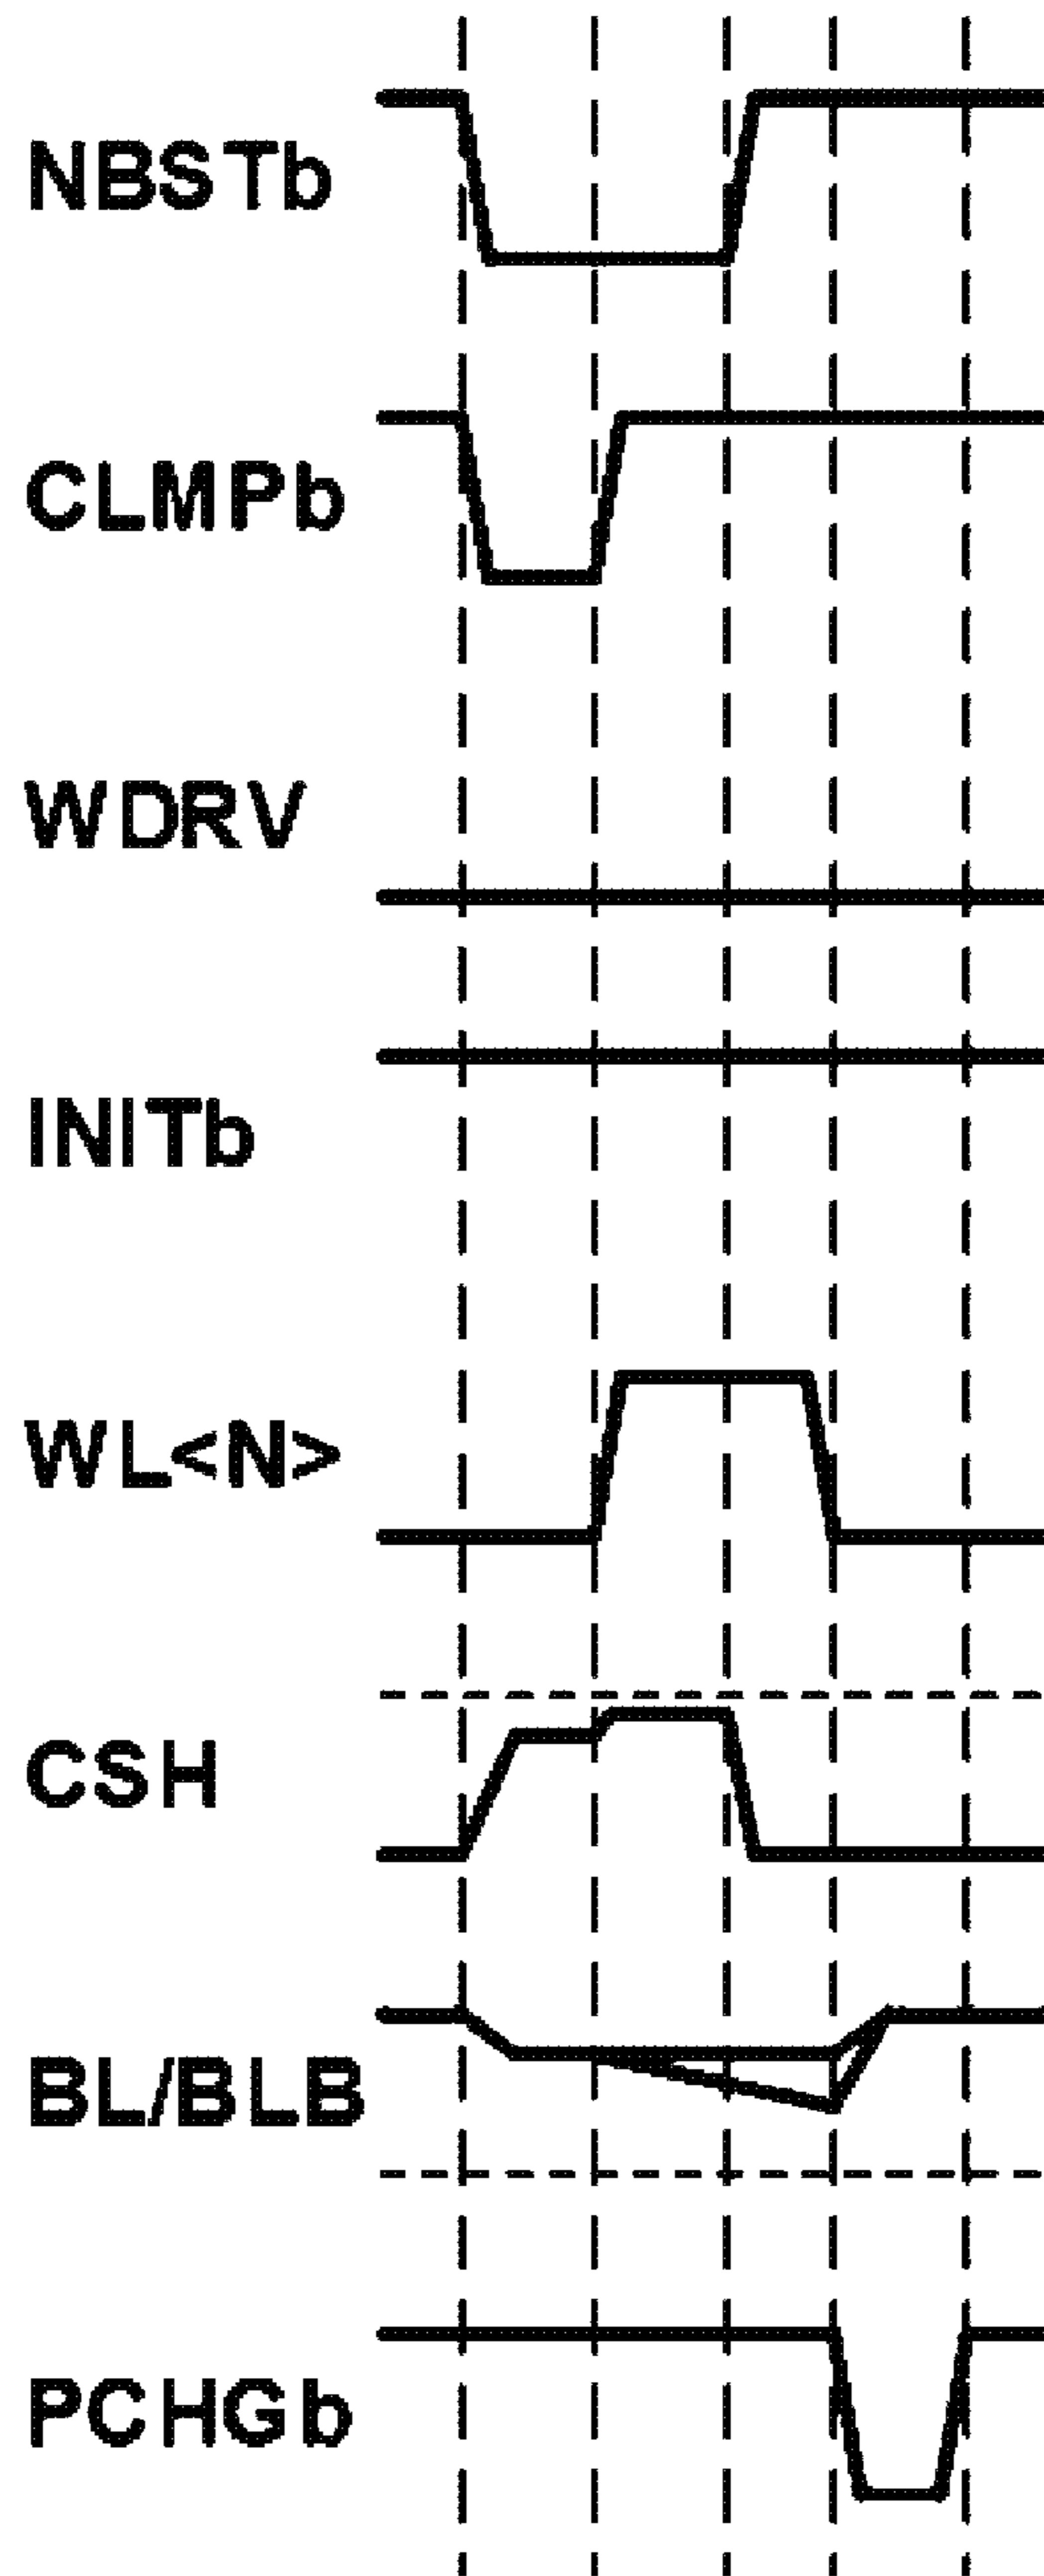 NBSTb
CLMPb
WDRV
INITb
WL<N>
CSH
BL/BLB
PCHGb